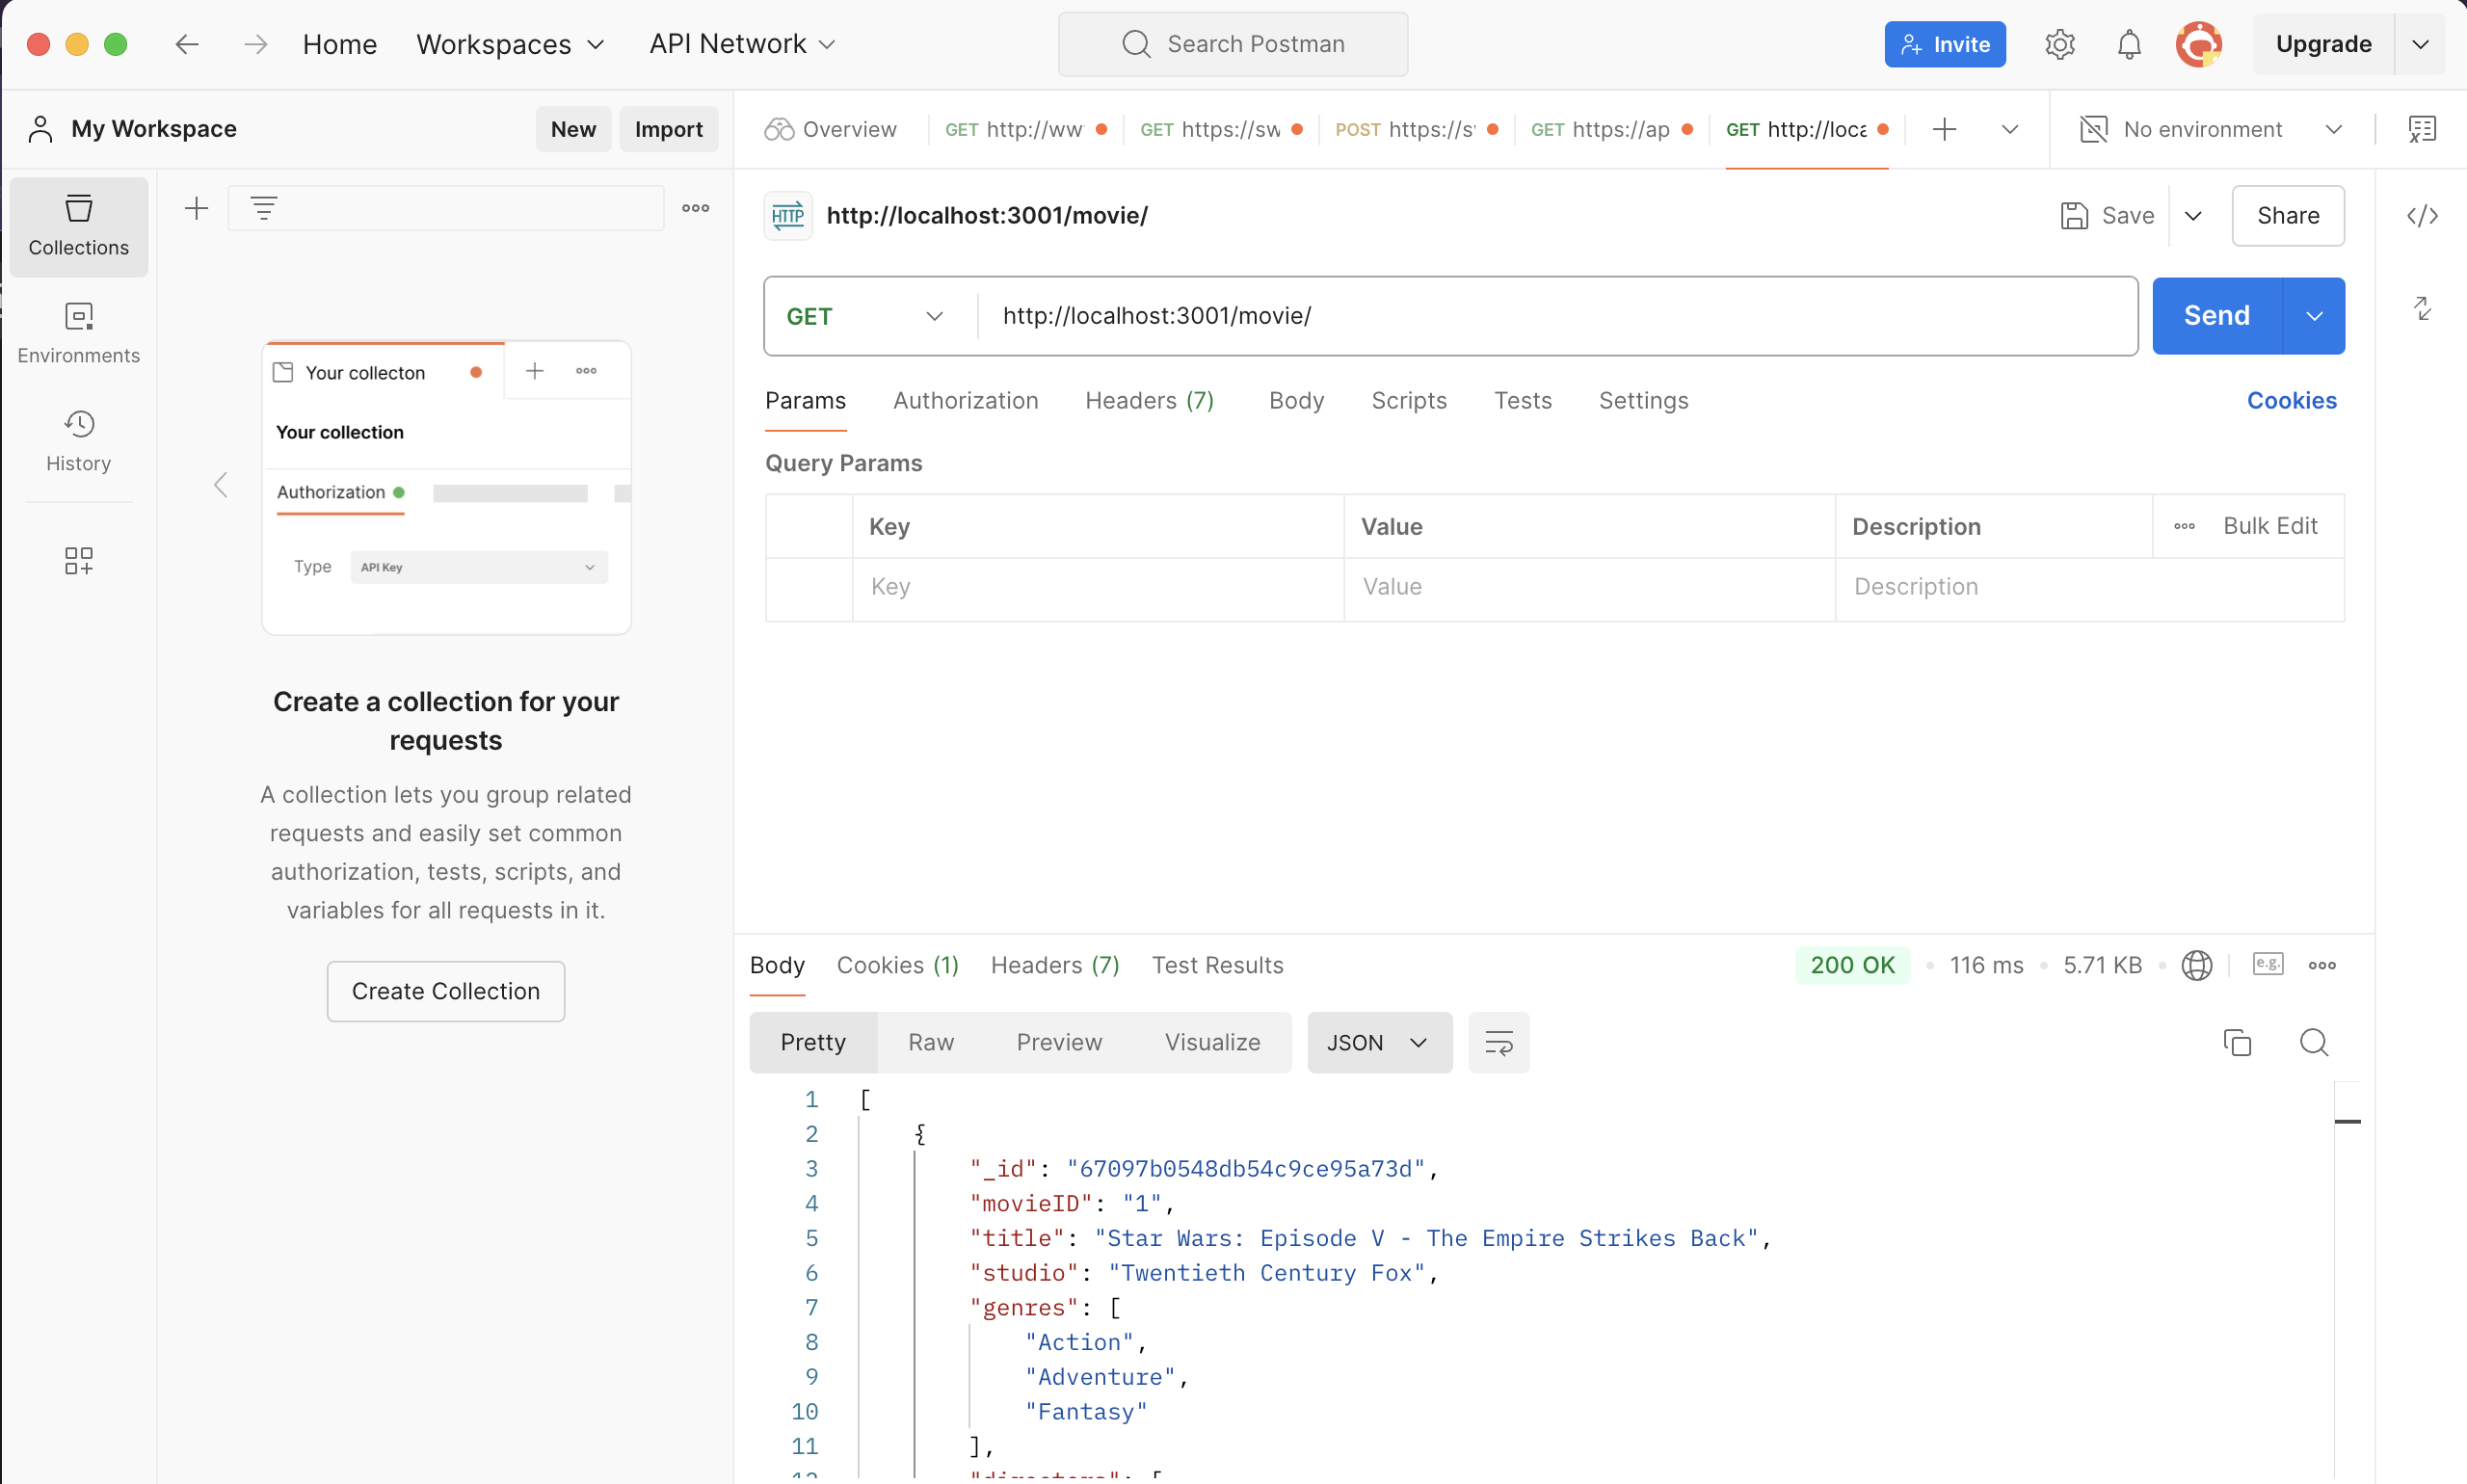 Home Workspaces API Network Search Postman Invite Upgrade
My Workspace New Import Overview GET http://ww GET https://sw POST https://s GET https://ap GET http://loca No environment
Collections
Environments
History
Your collecton
Your collection
Authorization
Type API Key
Create a collection for your
requests
A collection lets you group related
requests and easily set common
authorization, tests, scripts, and
variables for all requests in it.
Create Collection
HTTP http://localhost:3001/movie/ Save Share
GET http://localhost:3001/movie/ Send
Params Authorization Headers (7) Body Scripts Tests Settings Cookies
Query Params
Key Value Description Bulk Edit
Key Value Description
Body Cookies (1) Headers (7) Test Results 200 OK 116 ms 5.71 KB e.g.
Pretty Raw Preview Visualize JSON
1 [
2 {
3 "_id": "67097b0548db54c9ce95a73d",
4 "movieID": "1",
5 "title": "Star Wars: Episode V - The Empire Strikes Back",
6 "studio": "Twentieth Century Fox",
7 "genres": [
8 "Action",
9 "Adventure",
10 "Fantasy"
11 ],
12 "directors": [